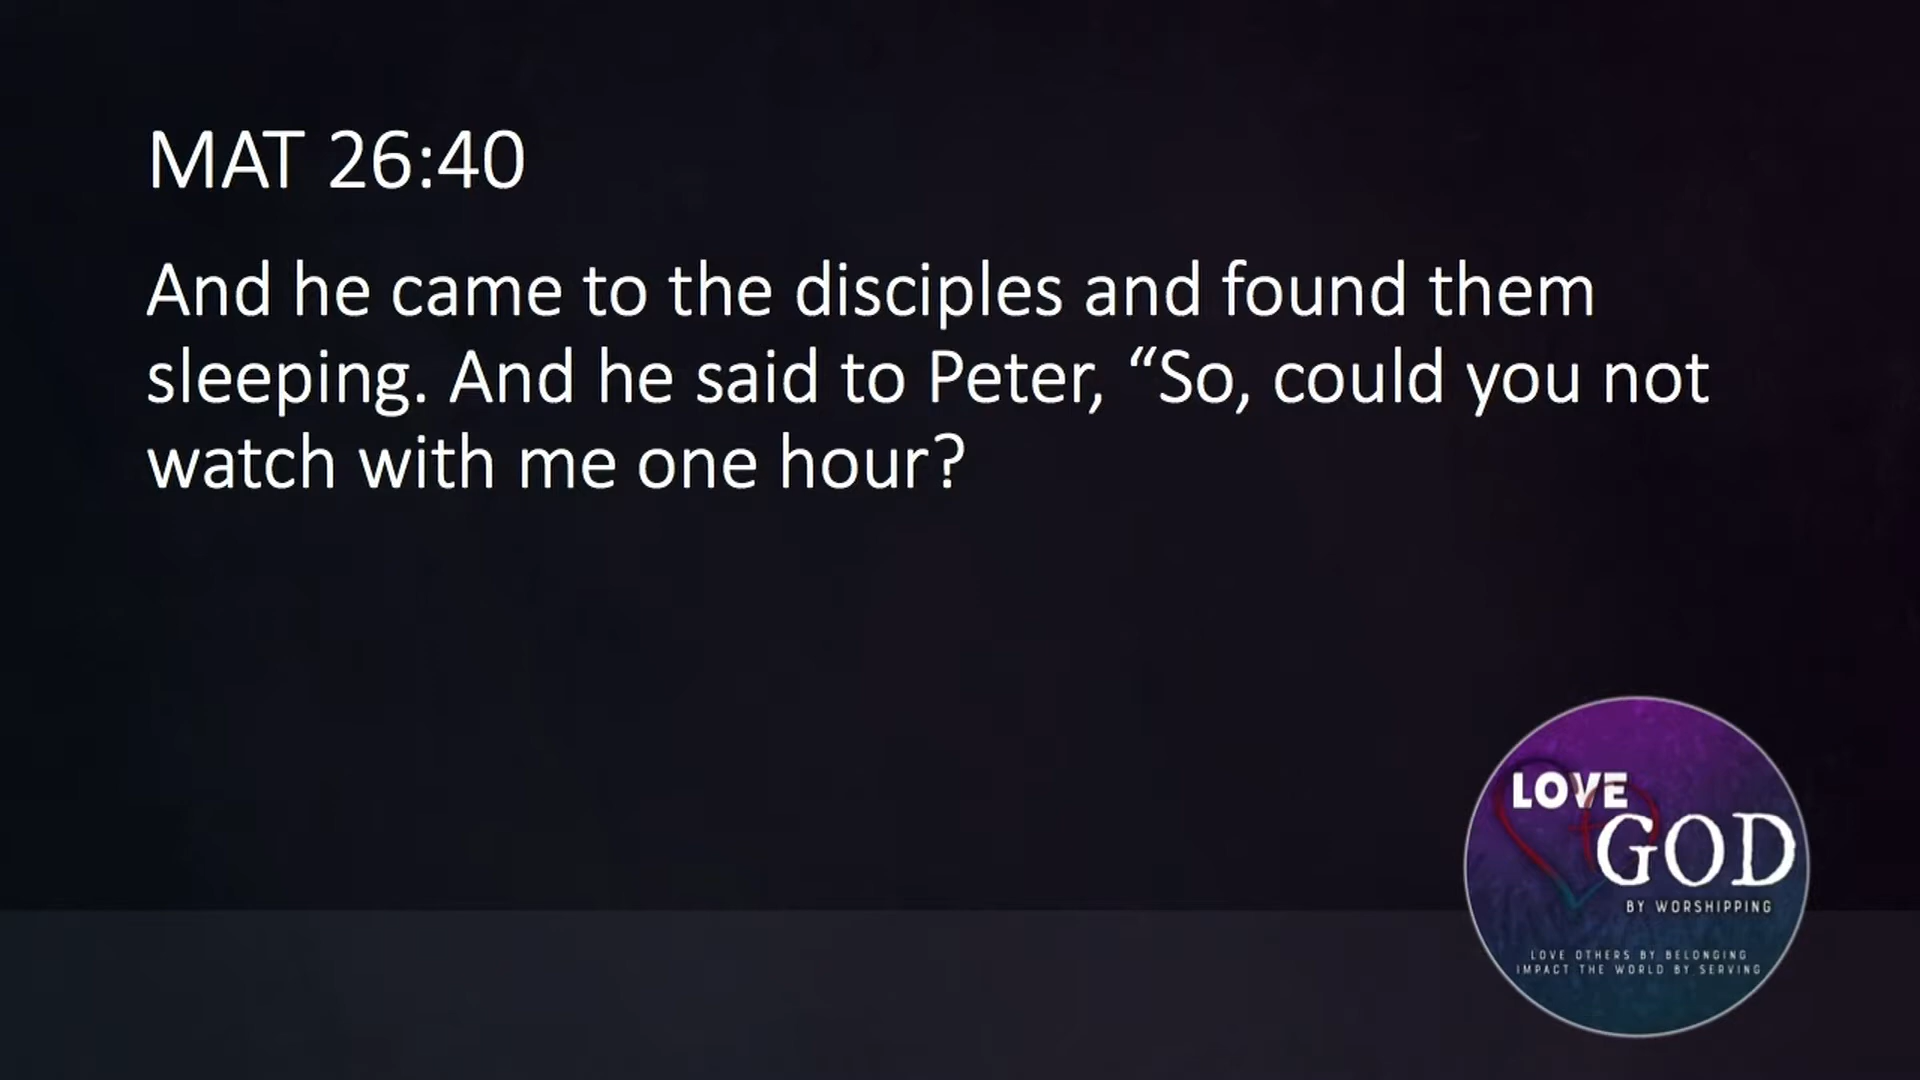 MAT 26:40
And he came to the disciples and found them
sleeping. And he said to Peter, “So, could you not
watch with me one hour?
LOVE
GOD
BY WORSHIPPING
LOVE OTHERS BY BELONGING
IMPACT THE WORLD BY SERVING